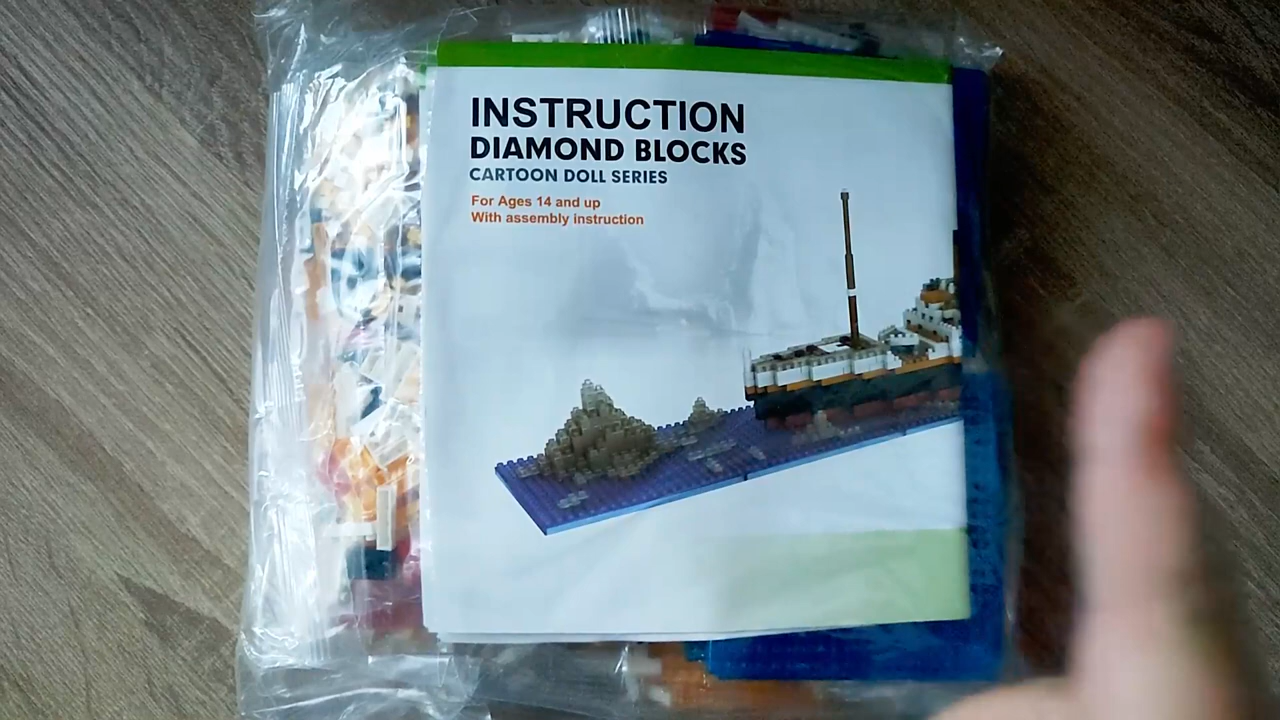 INSTRUCTION
DIAMOND BLOCKS
CARTOON DOLL SERIES
For Ages 14 and up
With assembly instruction